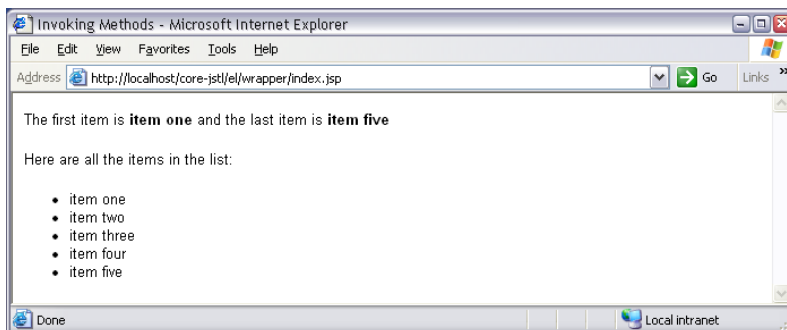 Invoking Methods - Microsoft Internet Explorer
File Edit View Favorites Tools Help
Address http://localhost/core-jstl/el/wrapper/index.jsp Go Links »
The first item is item one and the last item is item five
Here are all the items in the list:
• item one
• item two
• item three
• item four
• item five
Done Local intranet